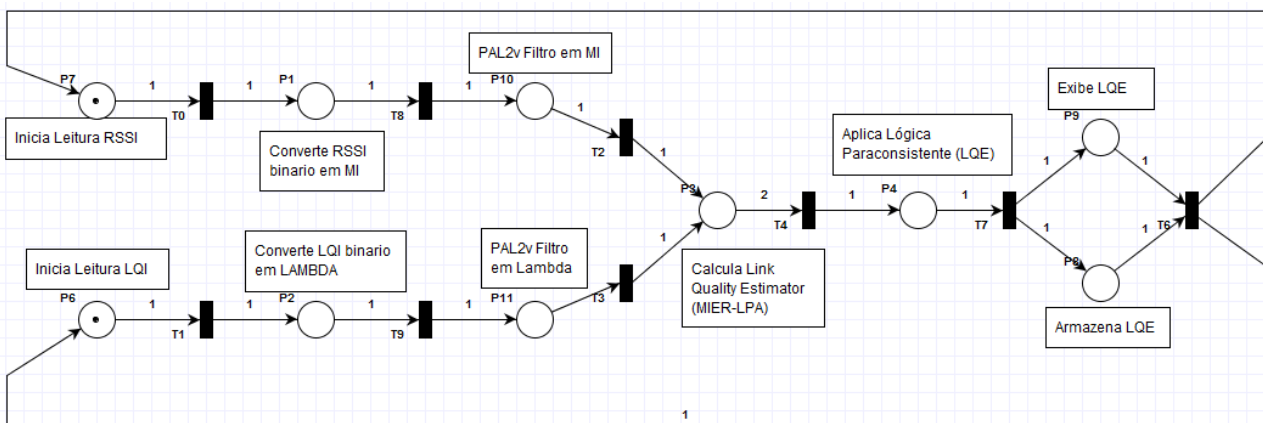 PAL2v Filtro em MI
Exibe LQE
P7
1
1
P1
1
1
P10
1
P9
T0
T8
T2
Inicia Leitura RSSI
Converte RSSI
binario em MI
Aplica Lógica
Paraconsistente (LQE)
1
1
1
P3
2
1
P4
1
T4
T7
T6
Inicia Leitura LQI
Converte LQI binario
em LAMBDA
PAL2v Filtro
em Lambda
1
Calcula Link
Quality Estimator
(MIER-LPA)
1
1
P8
P6
1
1
P2
1
1
P11
T3
T1
T9
Armazena LQE
1